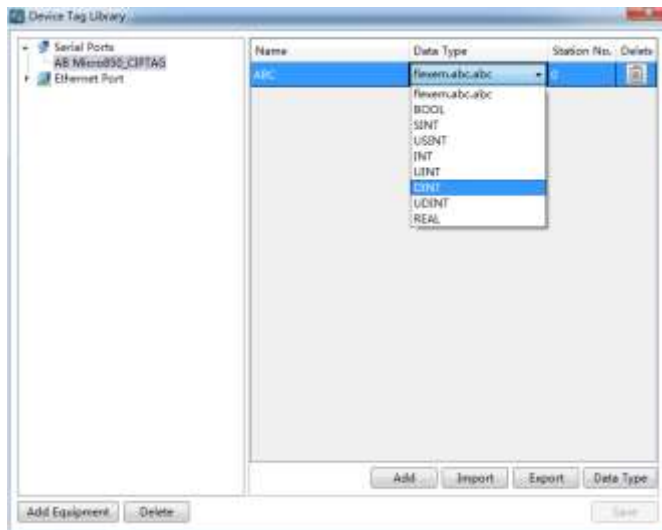 Device Tag Library
Serial Ports
AB Micro850_CIPTAG
Ethernet Port
Name Data Type Station No. Delete
ABC flexem.abc.abc 0
flexem.abc.abc
BOOL
SINT
USINT
INT
UINT
DINT
UDINT
REAL
Add Import Export Data Type
Add Equipment Delete Save